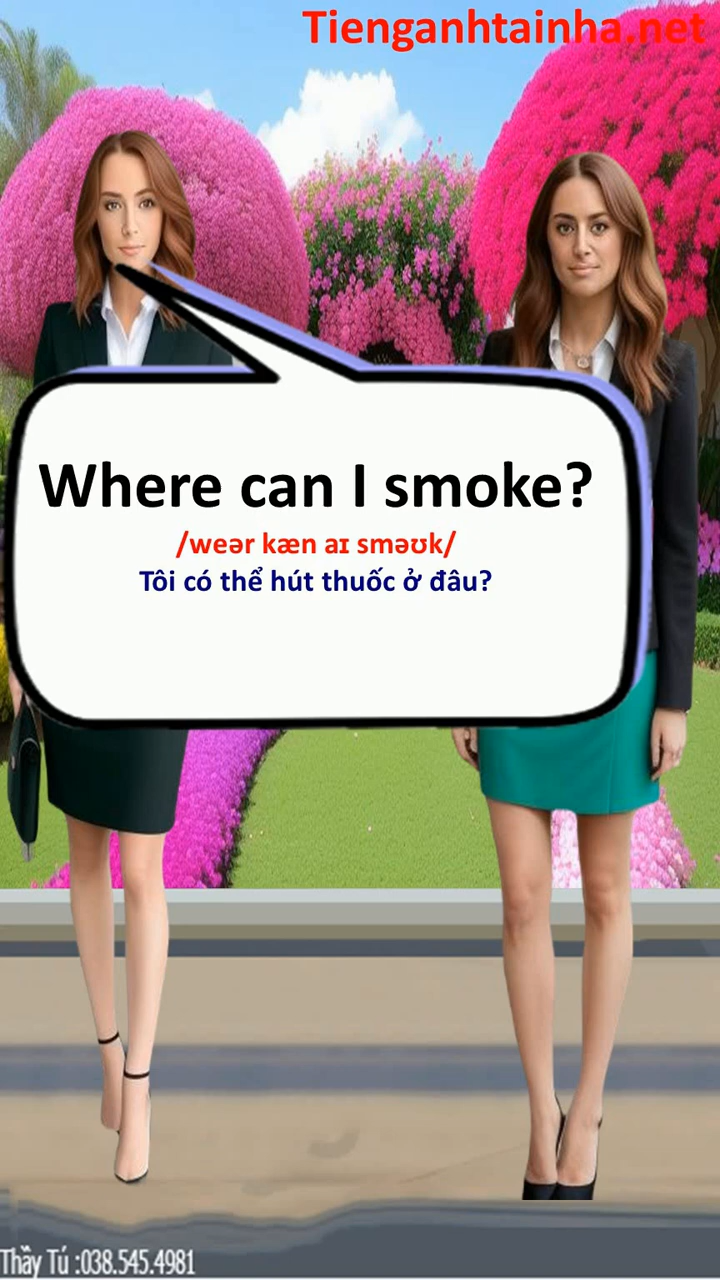 Tienganhtainha.net
Where can I smoke?
/weər kæn aɪ sməʊk/
Tôi có thể hút thuốc ở đâu?
Thầy Tú :038.545.4981